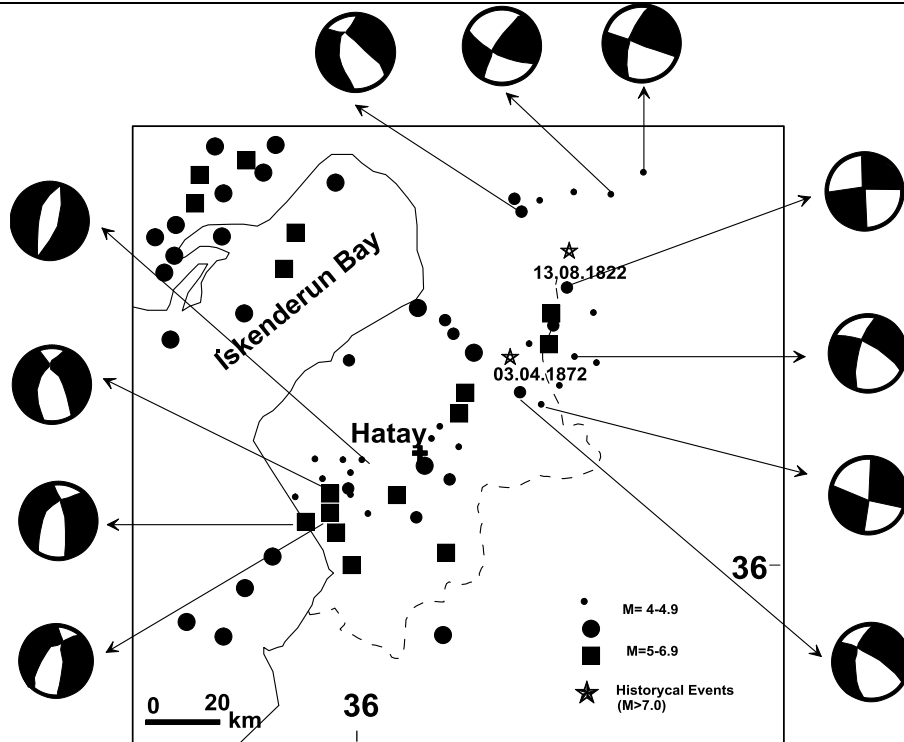 13.08.1822
İskenderun Bay
03.04.1872
Hatay
36
M= 4-4.9
M=5-6.9
Historycal Events
(M>7.0)
0 20
km
36